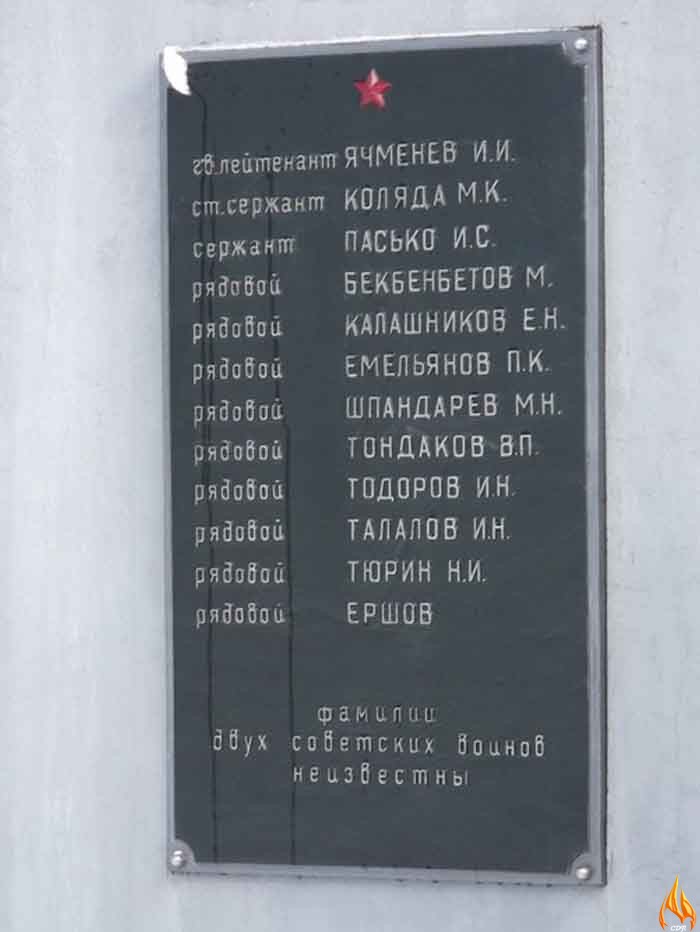 гв.лейтенант ЯЧМЕНЕВ И.И.
ст.сержант КОЛЯДА М.К.
сержант ПАСЬКО И.С.
рядовой БЕКБЕНБЕТОВ М.
рядовой КАЛАШНИКОВ Е.Н.
рядовой ЕМЕЛЬЯНОВ П.К.
рядовой ШПАНДАРЕВ М.Н.
рядовой ТОНДАКОВ В.П.
рядовой ТОДОРОВ И.Н.
рядовой ТАЛАЛОВ И.Н.
рядовой ТЮРИН Н.И.
рядовой ЕРШОВ
фамилии
двух советских воинов
неизвестны